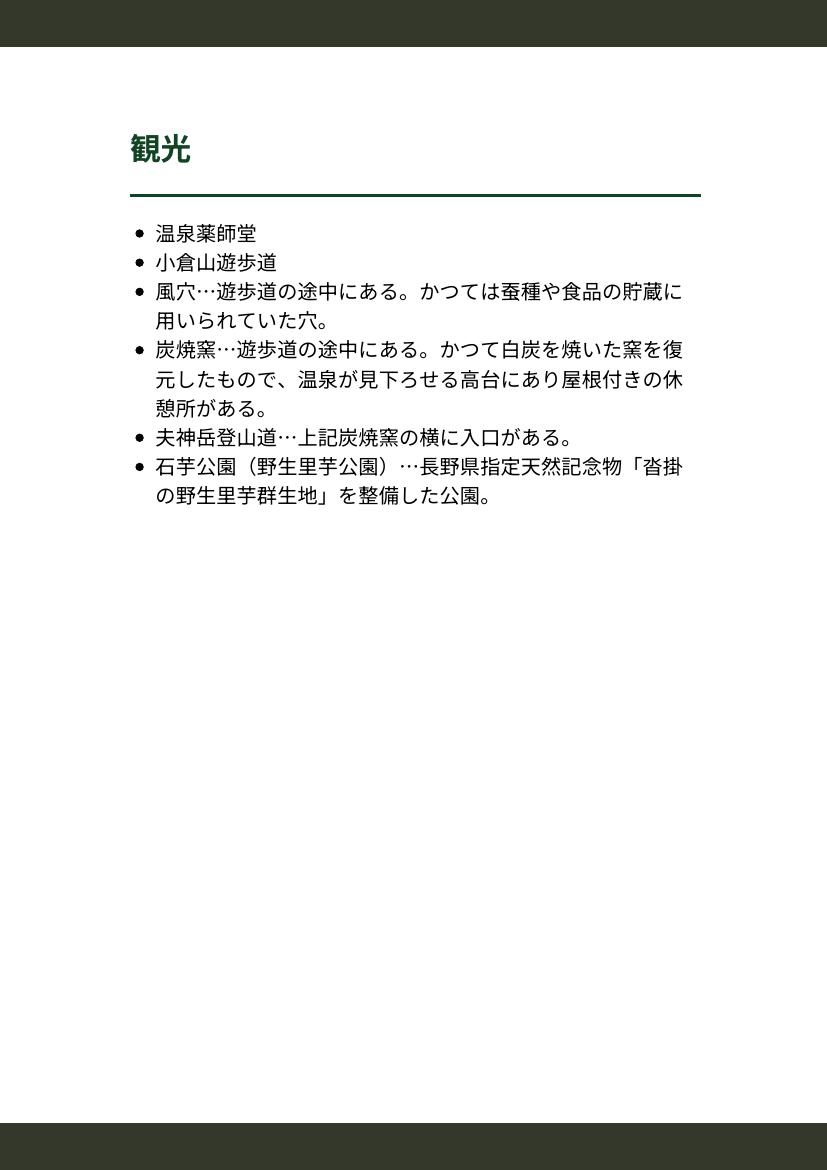 観光
• 温泉薬師堂
• 小倉山遊歩道
• 風穴…遊歩道の途中にある。かつては蚕種や食品の貯蔵に
用いられていた穴。
• 炭焼窯…遊歩道の途中にある。かつて白炭を焼いた窯を復
元したもので、温泉が見下ろせる高台にあり屋根付きの休
憩所がある。
• 夫神岳登山道…上記炭焼窯の横に入口がある。
• 石芋公園（野生里芋公園）…長野県指定天然記念物「沓掛
の野生里芋群生地」を整備した公園。